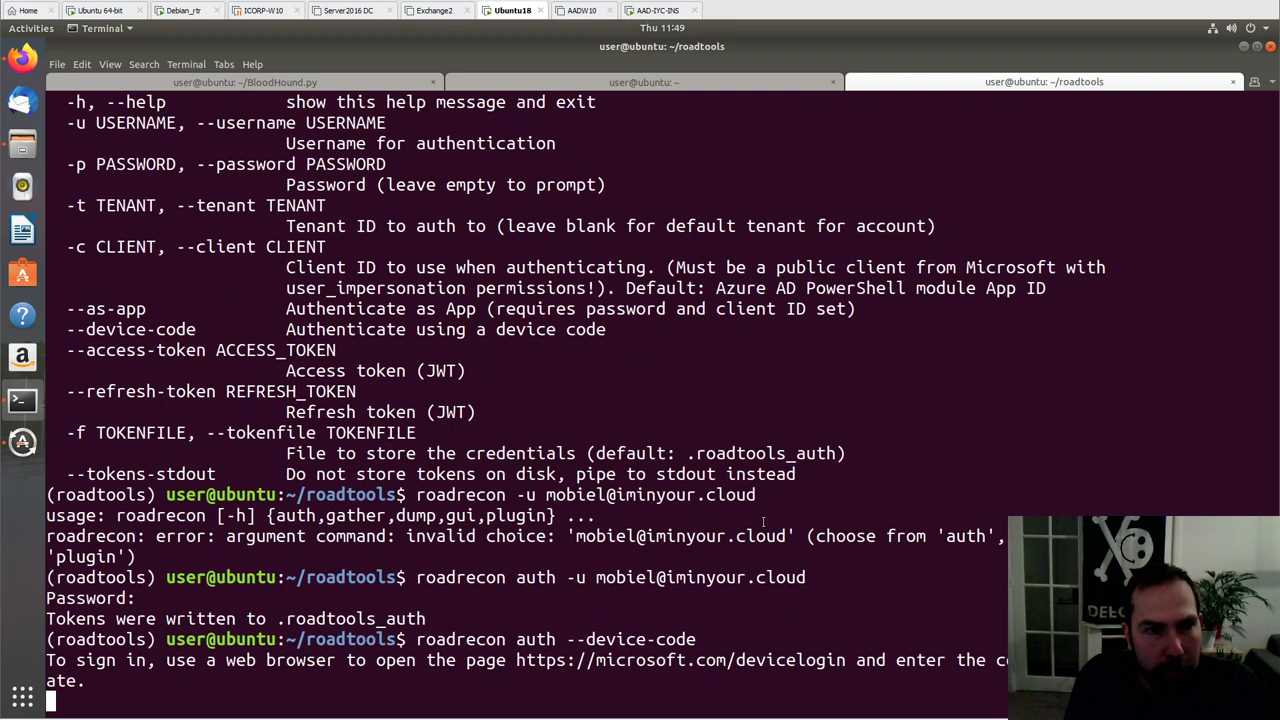 Home
Ubuntu 64-bit
Debian_rtr
ICORP-W10
Server2016 DC
Exchange2
Ubuntu18
AADW10
AAD-IYC-INS
Activities
Terminal
Thu 11:49
user@ubuntu: ~/roadtools
File Edit View Search Terminal Tabs Help
user@ubuntu: ~/BloodHound.py
user@ubuntu: ~
user@ubuntu: ~/roadtools
-h, --help show this help message and exit
-u USERNAME, --username USERNAME
Username for authentication
-p PASSWORD, --password PASSWORD
Password (leave empty to prompt)
-t TENANT, --tenant TENANT
Tenant ID to auth to (leave blank for default tenant for account)
-c CLIENT, --client CLIENT
Client ID to use when authenticating. (Must be a public client from Microsoft with
user_impersonation permissions!). Default: Azure AD PowerShell module App ID
--as-app Authenticate as App (requires password and client ID set)
--device-code Authenticate using a device code
--access-token ACCESS_TOKEN
Access token (JWT)
--refresh-token REFRESH_TOKEN
Refresh token (JWT)
-f TOKENFILE, --tokenfile TOKENFILE
File to store the credentials (default: .roadtools_auth)
--tokens-stdout Do not store tokens on disk, pipe to stdout instead
(roadtools) user@ubuntu:~/roadtools$ roadrecon -u mobiel@iminyour.cloud
usage: roadrecon [-h] {auth,gather,dump,gui,plugin} ...
roadrecon: error: argument command: invalid choice: 'mobiel@iminyour.cloud' (choose from 'auth',
'plugin')
(roadtools) user@ubuntu:~/roadtools$ roadrecon auth -u mobiel@iminyour.cloud
Password:
Tokens were written to .roadtools_auth
(roadtools) user@ubuntu:~/roadtools$ roadrecon auth --device-code
To sign in, use a web browser to open the page https://microsoft.com/devicelogin and enter the
ate.